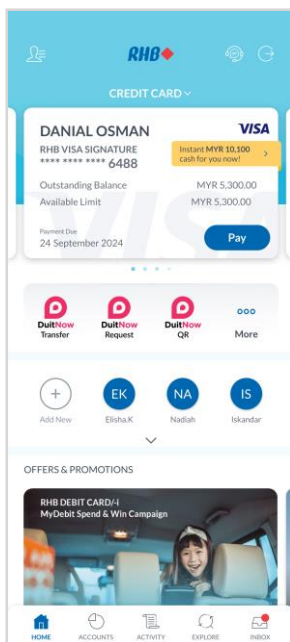 RHB
CREDIT CARD
DANIAL OSMAN
VISA
RHB VISA SIGNATURE
**** **** **** 6488
Instant MYR 10,100
cash for you now!
Outstanding Balance MYR 5,300.00
Available Limit MYR 5,300.00
Payment Due
24 September 2024
Pay
DuitNow
Transfer
DuitNow
Request
DuitNow
QR
More
Add New
EK
Elisha.K
NA
Nadiah
IS
Iskandar
OFFERS & PROMOTIONS
RHB DEBIT CARD/-i
MyDebit Spend & Win Campaign
HOME
ACCOUNTS
ACTIVITY
EXPLORE
INBOX